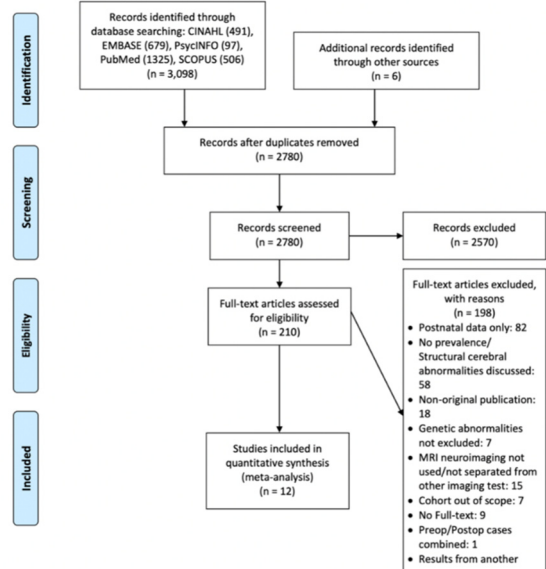 Identification
Records identified through
database searching: CINAHL (491),
EMBASE (679), PsycINFO (97),
PubMed (1325), SCOPUS (506)
(n = 3,098)
Additional records identified
through other sources
(n = 6)
Records after duplicates removed
(n = 2780)
Screening
Records screened
(n = 2780)
Records excluded
(n = 2570)
Eligibility
Full-text articles assessed
for eligibility
(n = 210)
Full-text articles excluded,
with reasons
(n = 198)
• Postnatal data only: 82
• No prevalence/
Structural cerebral
abnormalities discussed:
58
• Non-original publication:
18
• Genetic abnormalities
not excluded: 7
• MRI neuroimaging not
used/not separated from
other imaging test: 15
• Cohort out of scope: 7
• No Full-text: 9
• Preop/Postop cases
combined: 1
• Results from another
Included
Studies included in
quantitative synthesis
(meta-analysis)
(n = 12)